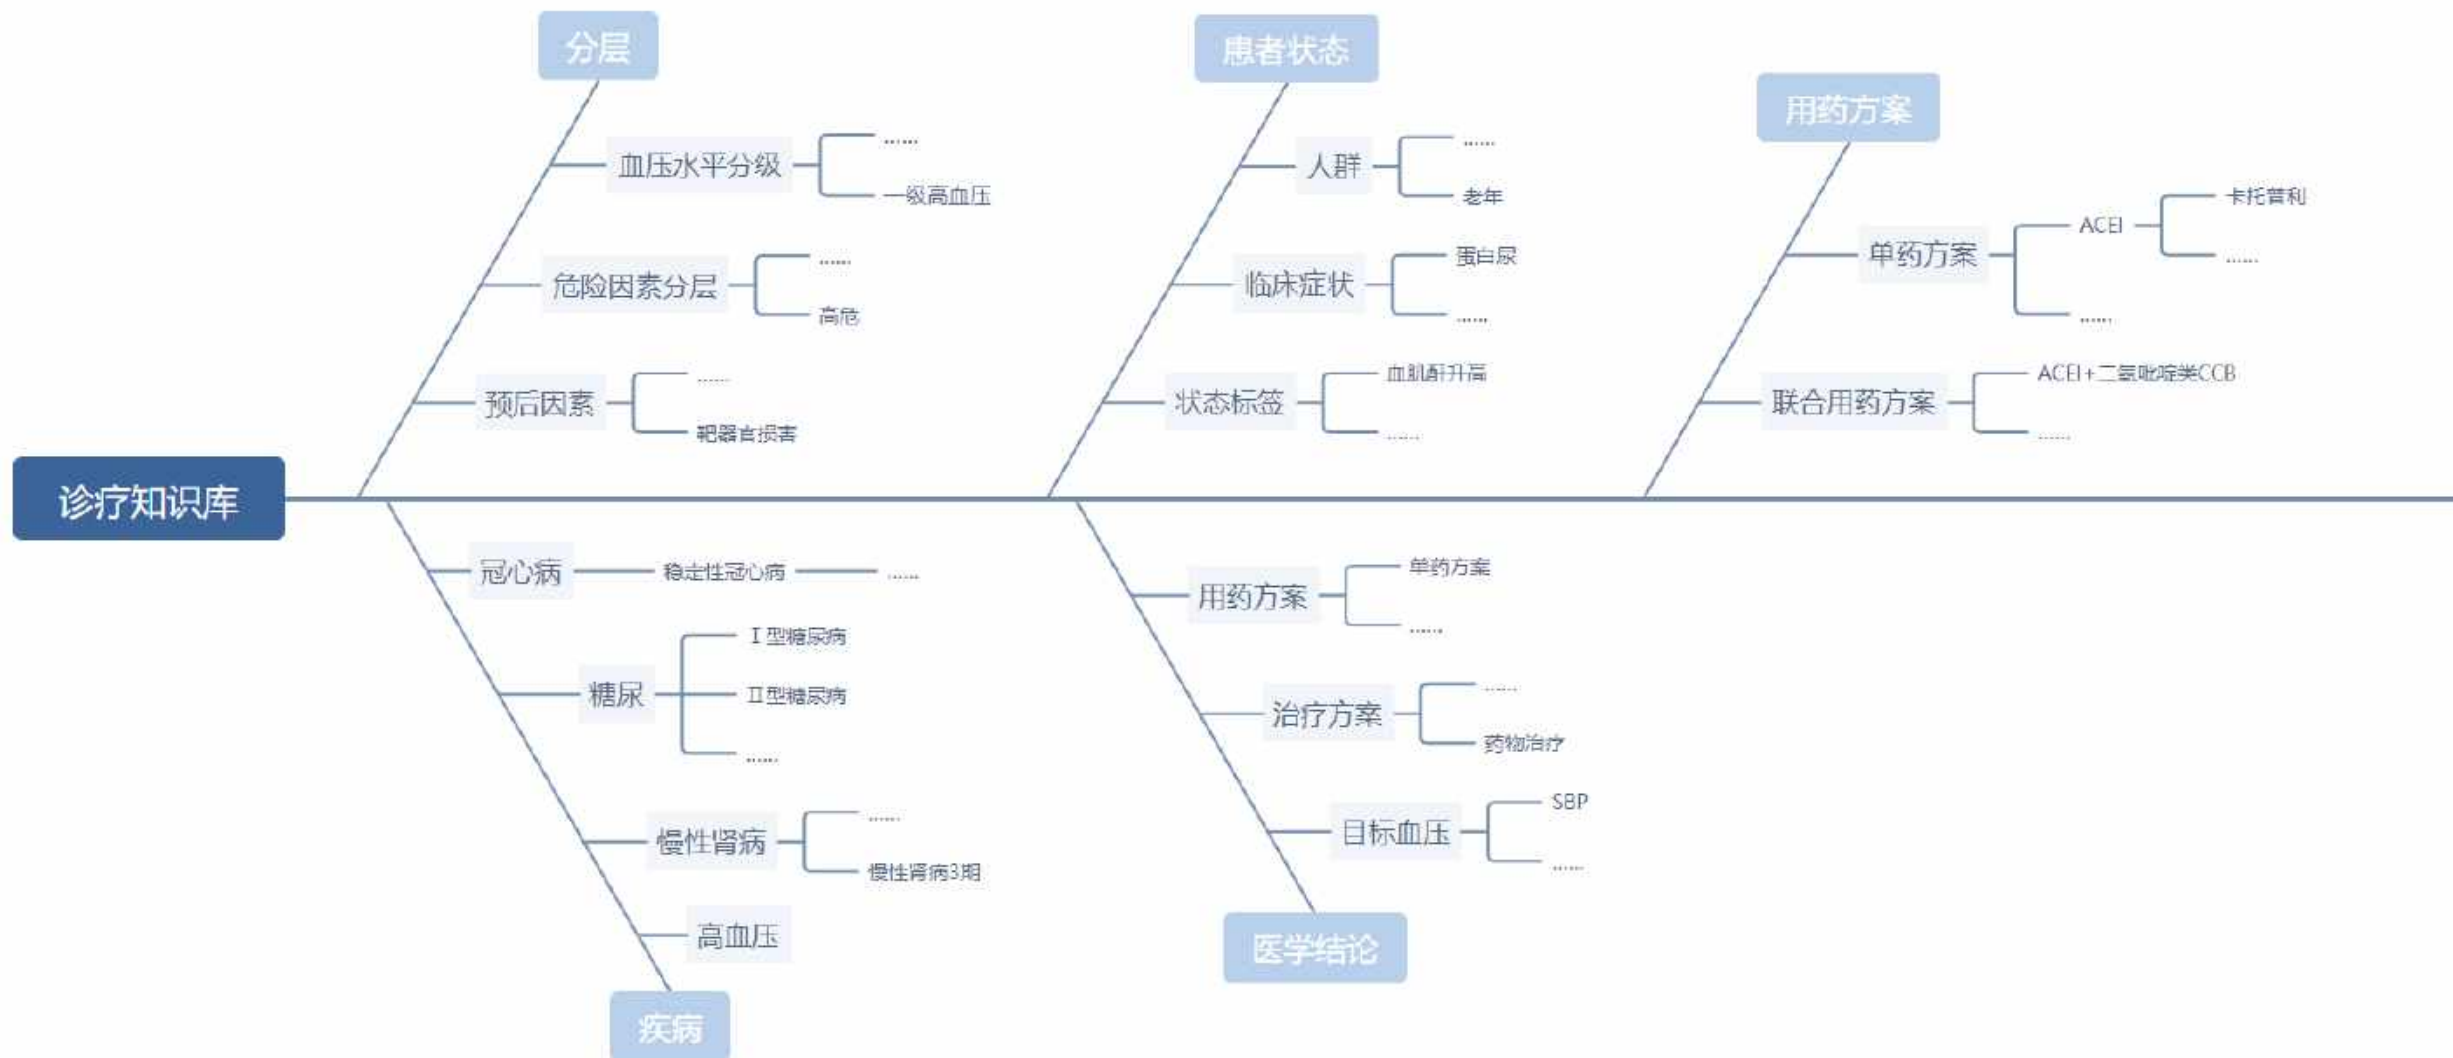 分层
血压水平分级
......
一级高血压
危险因素分层
......
高危
预后因素
......
靶器官损害
患者状态
人群
......
老年
临床症状
蛋白尿
......
状态标签
血肌酐升高
......
用药方案
单药方案
ACEI
卡托普利
......
......
联合用药方案
ACEI+二氢吡啶类CCB
......
诊疗知识库
冠心病
稳定性冠心病
......
糖尿
Ⅰ型糖尿病
Ⅱ型糖尿病
......
慢性肾病
......
慢性肾病3期
高血压
疾病
用药方案
单药方案
......
治疗方案
......
药物治疗
目标血压
SBP
......
医学结论